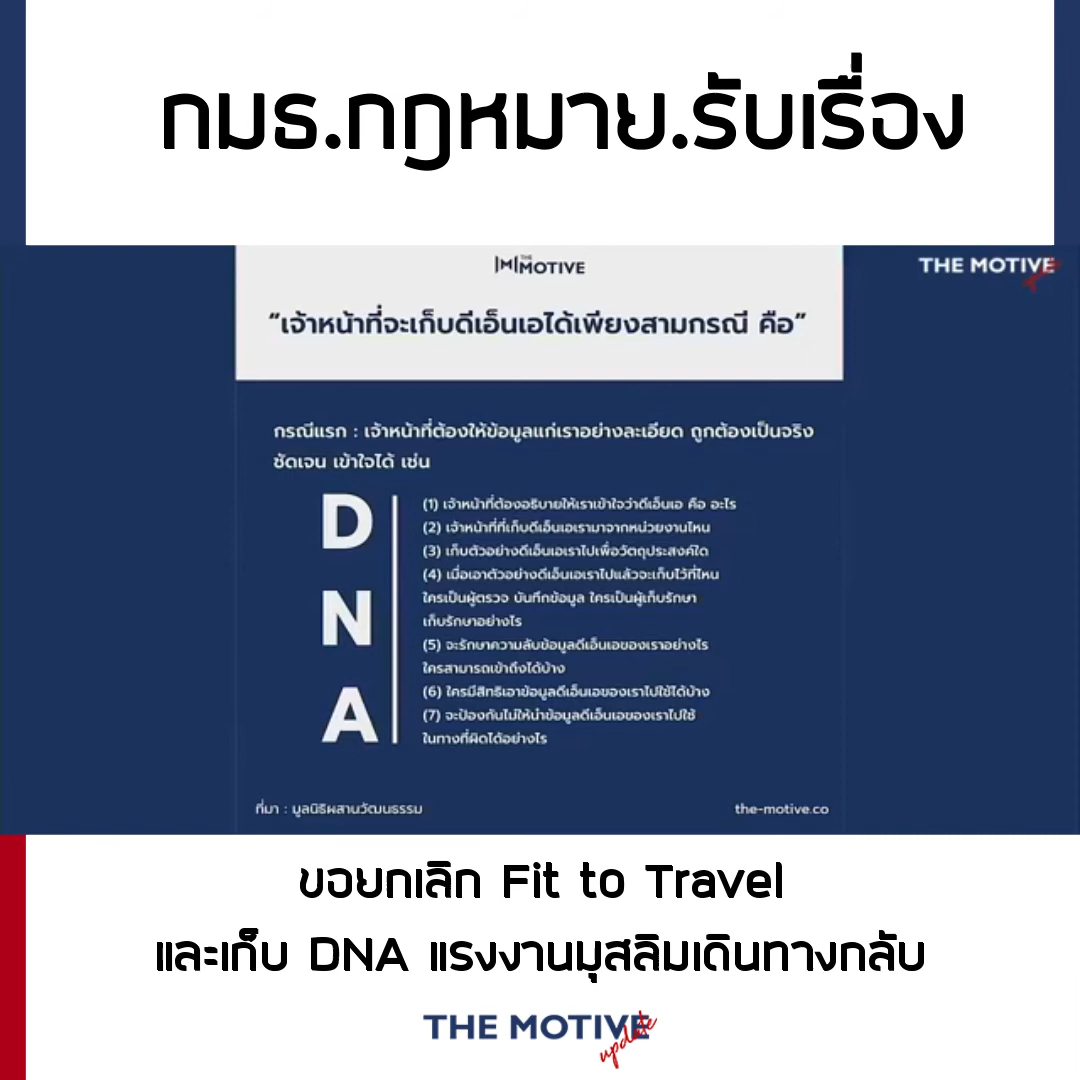 กมธ.กฎหมาย.รับเรื่อง
|M| THE MOTIVE
THE MOTIVE
“เจ้าหน้าที่จะเก็บดีเอ็นเอได้เพียงสามกรณี คือ”
กรณีแรก : เจ้าหน้าที่ต้องให้ข้อมูลแก่เราอย่างละเอียด ถูกต้องเป็นจริง
ชัดเจน เข้าใจได้ เช่น
D
N
A
(1) เจ้าหน้าที่ต้องอธิบายให้เราเข้าใจว่าดีเอ็นเอ คือ อะไร
(2) เจ้าหน้าที่ที่เก็บดีเอ็นเอเรามาจากหน่วยงานไหน
(3) เก็บตัวอย่างดีเอ็นเอเราไปเพื่อวัตถุประสงค์ใด
(4) เมื่อเอาตัวอย่างดีเอ็นเอเราไปแล้วจะเก็บไว้ที่ไหน
ใครเป็นผู้ตรวจ บันทึกข้อมูล ใครเป็นผู้เก็บรักษา
เก็บรักษาอย่างไร
(5) จะรักษาความลับข้อมูลดีเอ็นเอของเราอย่างไร
ใครสามารถเข้าถึงได้บ้าง
(6) ใครมีสิทธิเอาข้อมูลดีเอ็นเอของเราไปใช้ได้บ้าง
(7) จะป้องกันไม่ให้นำข้อมูลดีเอ็นเอของเราไปใช้
ในทางที่ผิดได้อย่างไร
ที่มา : มูลนิธิผสานวัฒนธรรม
the-motive.co
ขอยกเลิก Fit to Travel
และเก็บ DNA แรงงานมุสลิมเดินทางกลับ
THE MOTIVE
update